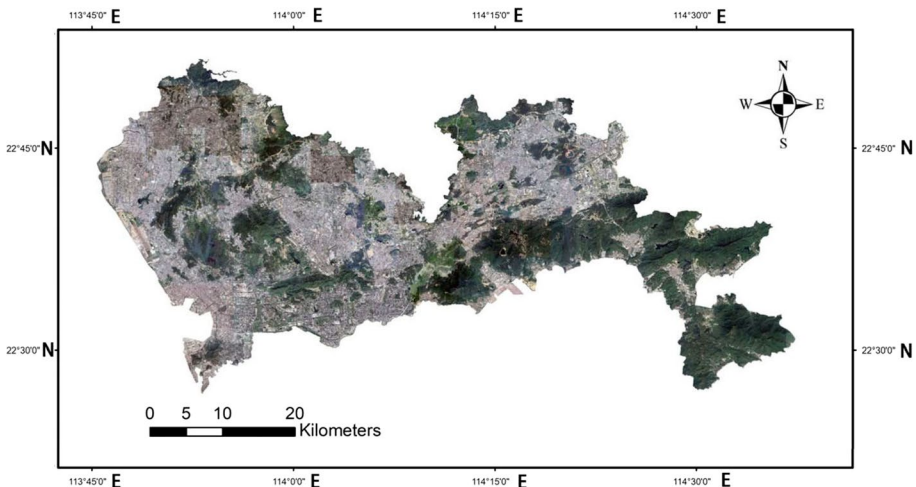 113°45'0" E 114°0'0" E 114°15'0" E 114°30'0" E
N
W E
S
22°45'0" N 22°45'0" N
22°30'0" N 22°30'0" N
0 5 10 20
Kilometers
113°45'0" E 114°0'0" E 114°15'0" E 114°30'0" E